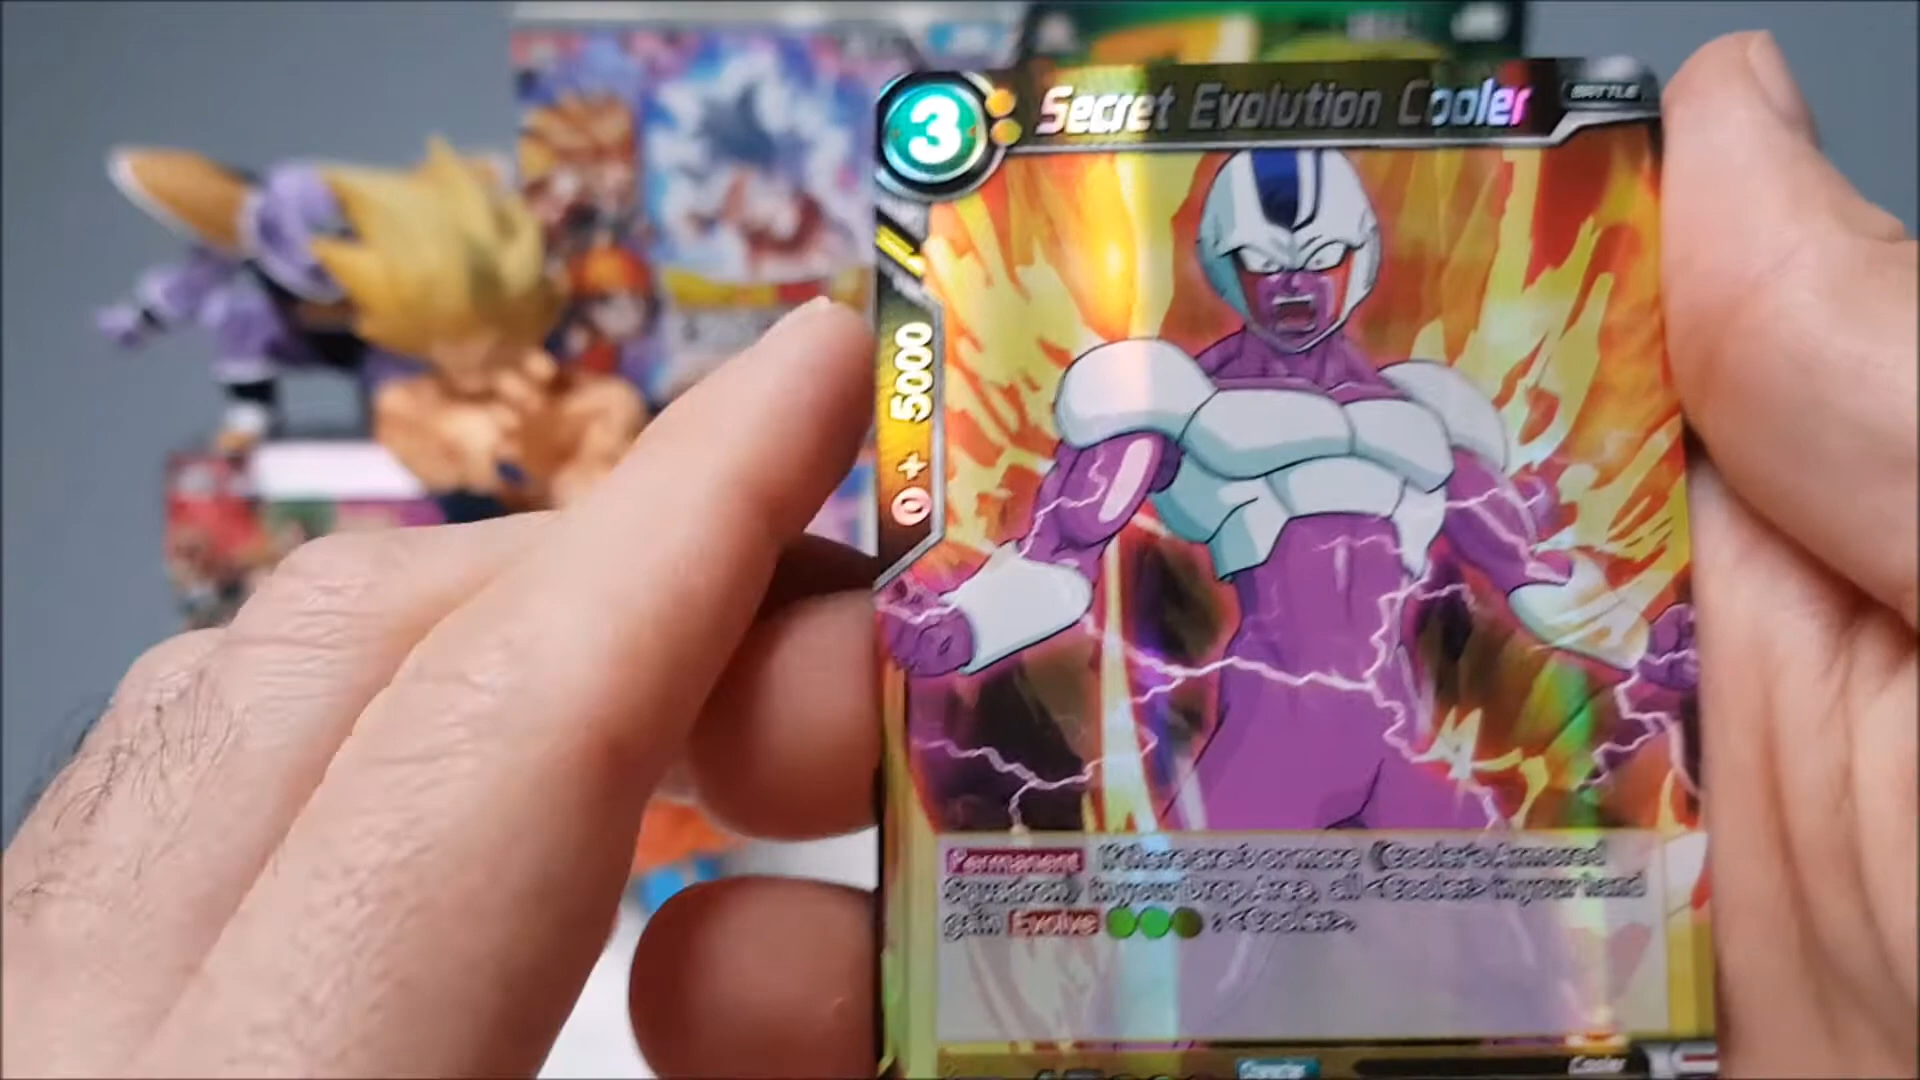 3
Secret Evolution Cooler
BATTLE
0 + 5000
Permanent If there are 5 or more 《Cooler's Armored
Squadron》 in your Drop Area, all <Cooler> in your hand
gain Evolve : <Cooler>.
Cooler